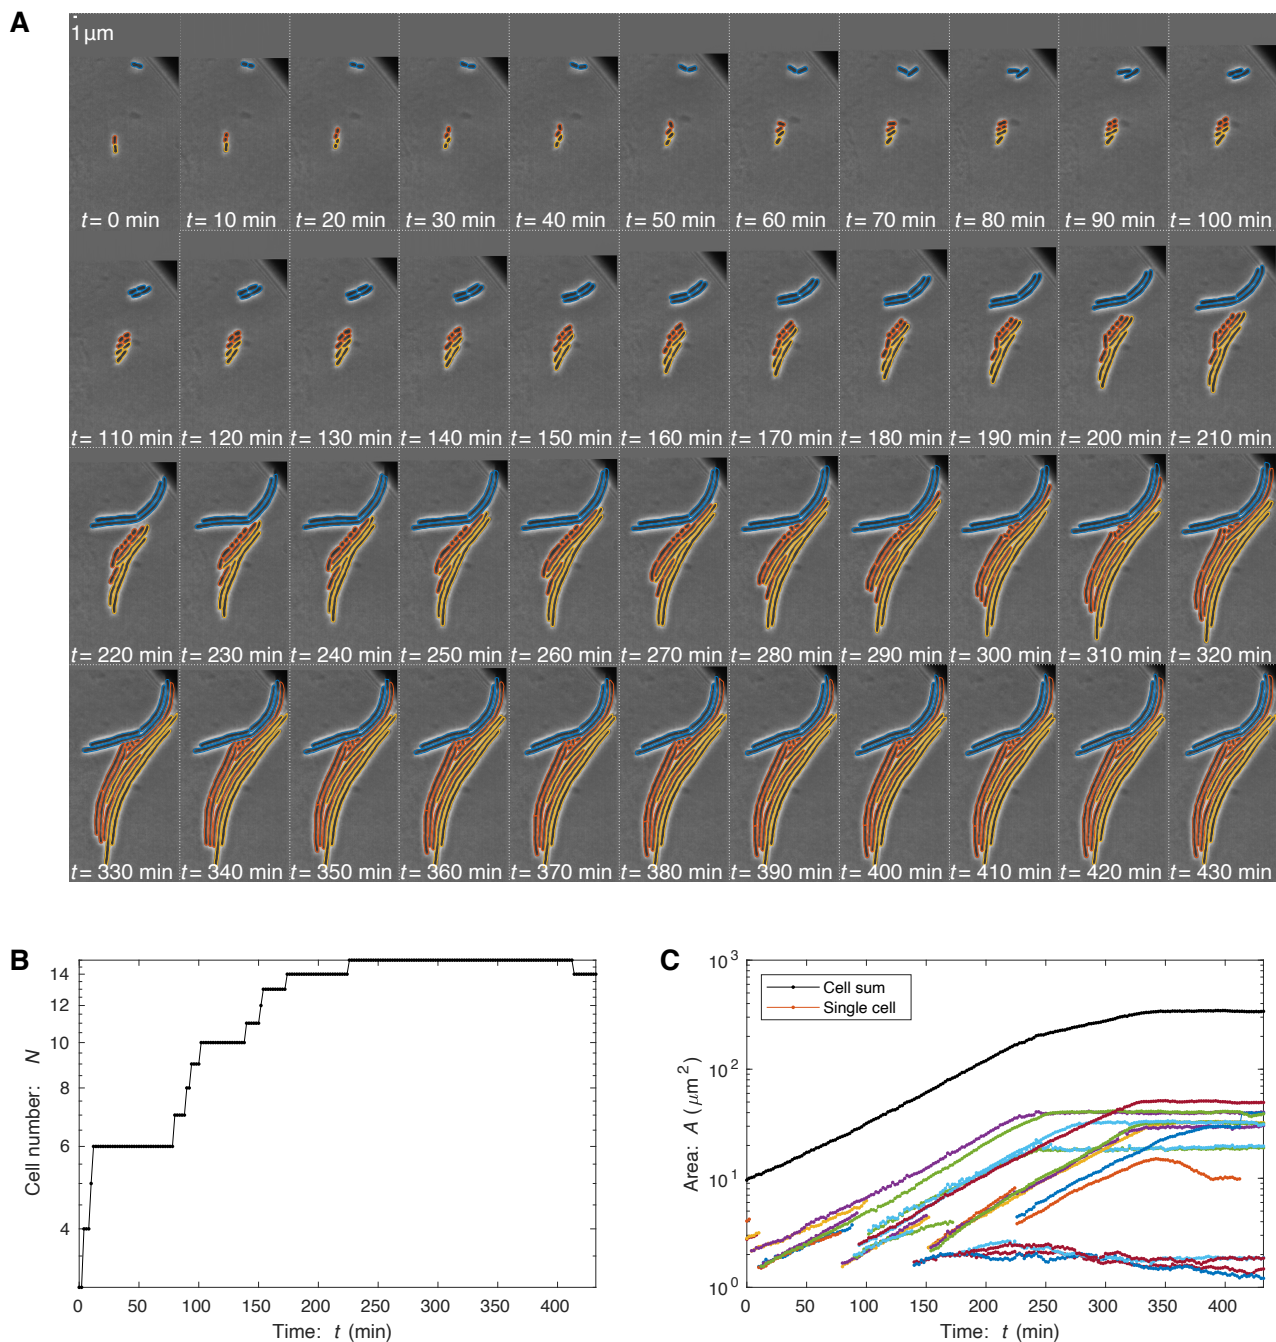 A
1 µm
t = 0 min t = 10 min t = 20 min t = 30 min t = 40 min t = 50 min t = 60 min t = 70 min t = 80 min t = 90 min t = 100 min
t = 110 min t = 120 min t = 130 min t = 140 min t = 150 min t = 160 min t = 170 min t = 180 min t = 190 min t = 200 min t = 210 min
t = 220 min t = 230 min t = 240 min t = 250 min t = 260 min t = 270 min t = 280 min t = 290 min t = 300 min t = 310 min t = 320 min
t = 330 min t = 340 min t = 350 min t = 360 min t = 370 min t = 380 min t = 390 min t = 400 min t = 410 min t = 420 min t = 430 min
B
14
12
10
8
6
4
Cell number: N
0 50 100 150 200 250 300 350 400
Time: t (min)
C
10³
10²
10¹
10⁰
Area: A (µm²)
Cell sum
Single cell
0 50 100 150 200 250 300 350 400
Time: t (min)